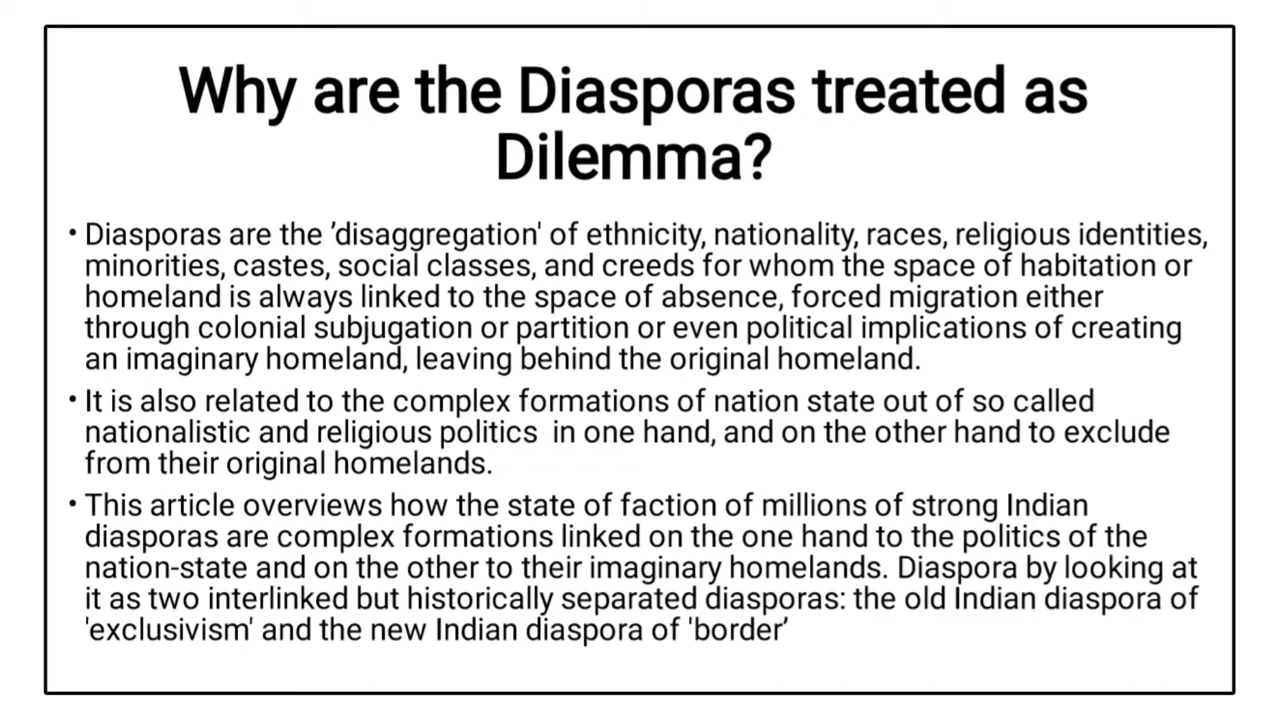 Why are the Diasporas treated as
Dilemma?
• Diasporas are the ’disaggregation' of ethnicity, nationality, races, religious identities,
minorities, castes, social classes, and creeds for whom the space of habitation or
homeland is always linked to the space of absence, forced migration either
through colonial subjugation or partition or even political implications of creating
an imaginary homeland, leaving behind the original homeland.
• It is also related to the complex formations of nation state out of so called
nationalistic and religious politics  in one hand, and on the other hand to exclude
from their original homelands.
• This article overviews how the state of faction of millions of strong Indian
diasporas are complex formations linked on the one hand to the politics of the
nation-state and on the other to their imaginary homelands. Diaspora by looking at
it as two interlinked but historically separated diasporas: the old Indian diaspora of
'exclusivism' and the new Indian diaspora of 'border’